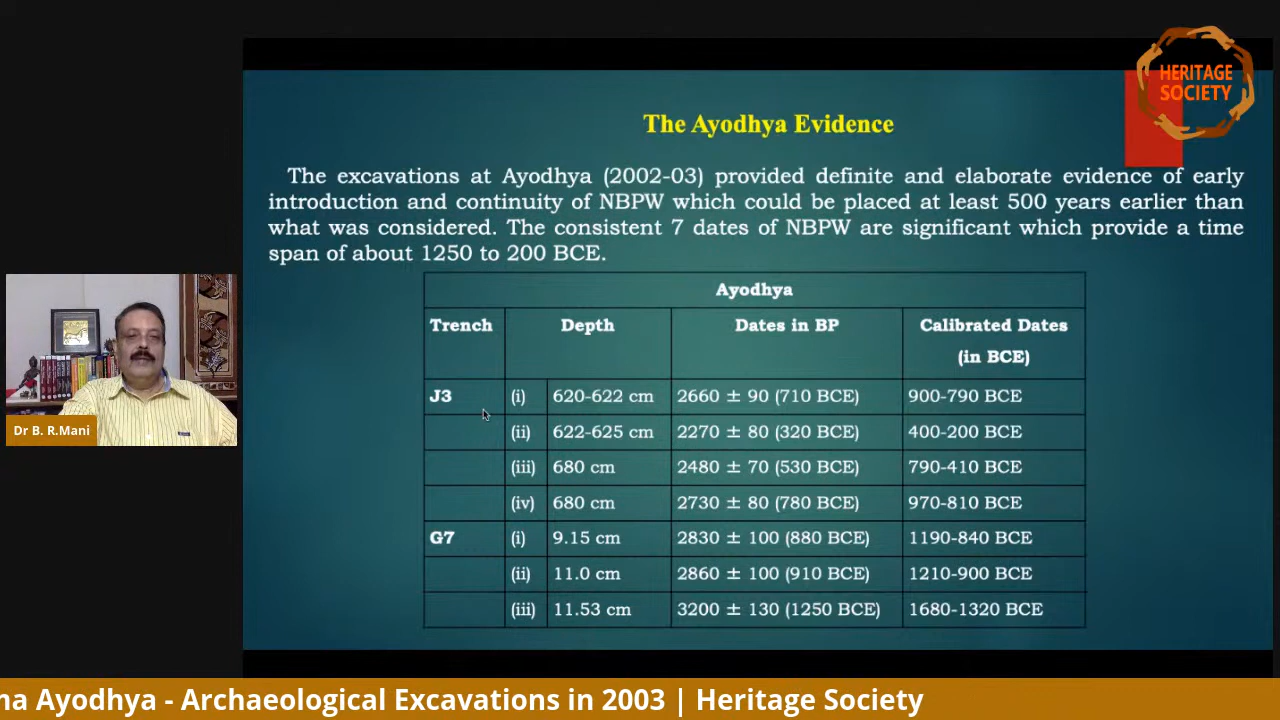 HERITAGE
SOCIETY
The Ayodhya Evidence
The excavations at Ayodhya (2002-03) provided definite and elaborate evidence of early
introduction and continuity of NBPW which could be placed at least 500 years earlier than
what was considered. The consistent 7 dates of NBPW are significant which provide a time
span of about 1250 to 200 BCE.
Ayodhya
Trench Depth Dates in BP Calibrated Dates
(in BCE)
J3 (i) 620-622 cm 2660 ± 90 (710 BCE) 900-790 BCE
(ii) 622-625 cm 2270 ± 80 (320 BCE) 400-200 BCE
(iii) 680 cm 2480 ± 70 (530 BCE) 790-410 BCE
(iv) 680 cm 2730 ± 80 (780 BCE) 970-810 BCE
G7 (i) 9.15 cm 2830 ± 100 (880 BCE) 1190-840 BCE
(ii) 11.0 cm 2860 ± 100 (910 BCE) 1210-900 BCE
(iii) 11.53 cm 3200 ± 130 (1250 BCE) 1680-1320 BCE
Dr B. R.Mani
na Ayodhya - Archaeological Excavations in 2003 | Heritage Society